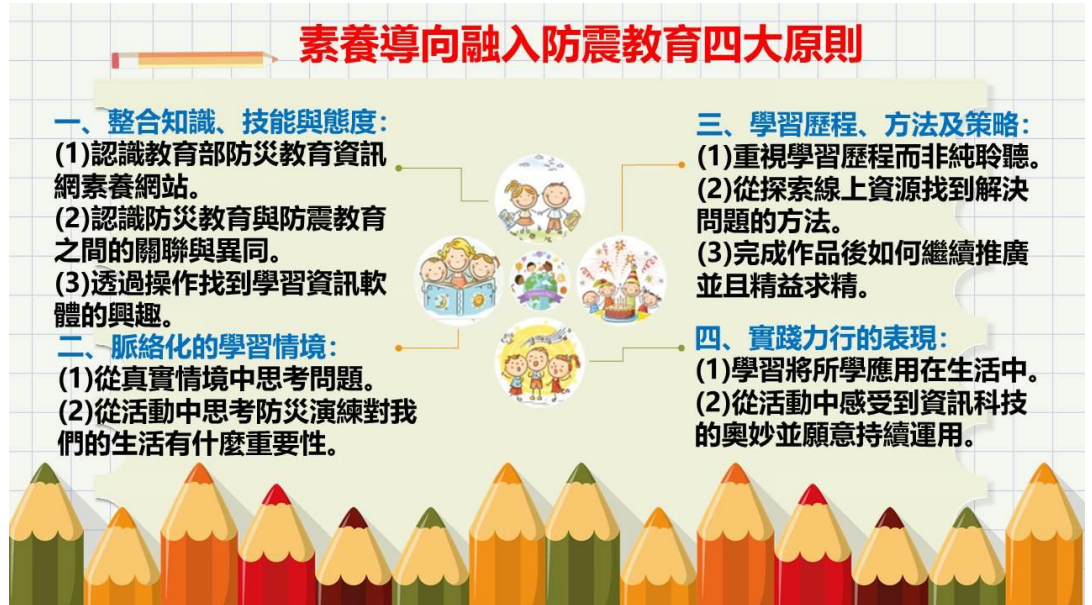 素養導向融入防震教育四大原則
一、整合知識、技能與態度：
(1)認識教育部防災教育資訊
網素養網站。
(2)認識防災教育與防震教育
之間的關聯與異同。
(3)透過操作找到學習資訊軟
體的興趣。
二、脈絡化的學習情境：
(1)從真實情境中思考問題。
(2)從活動中思考防災演練對我
們的生活有什麼重要性。
三、學習歷程、方法及策略：
(1)重視學習歷程而非純聆聽。
(2)從探索線上資源找到解決
問題的方法。
(3)完成作品後如何繼續推廣
並且精益求精。
四、實踐力行的表現：
(1)學習將所學應用在生活中。
(2)從活動中感受到資訊科技
的奧妙並願意持續運用。